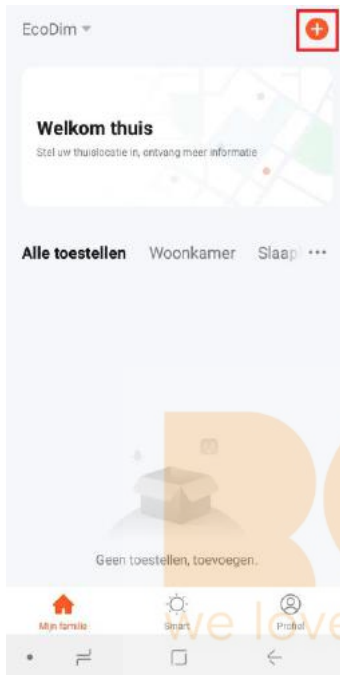 EcoDim
Welkom thuis
Stel uw thuislocatie in, ontvang meer informatie
Alle toestellen Woonkamer Slaap ...
Geen toestellen, toevoegen.
Mijn familie Smart Profiel
we love